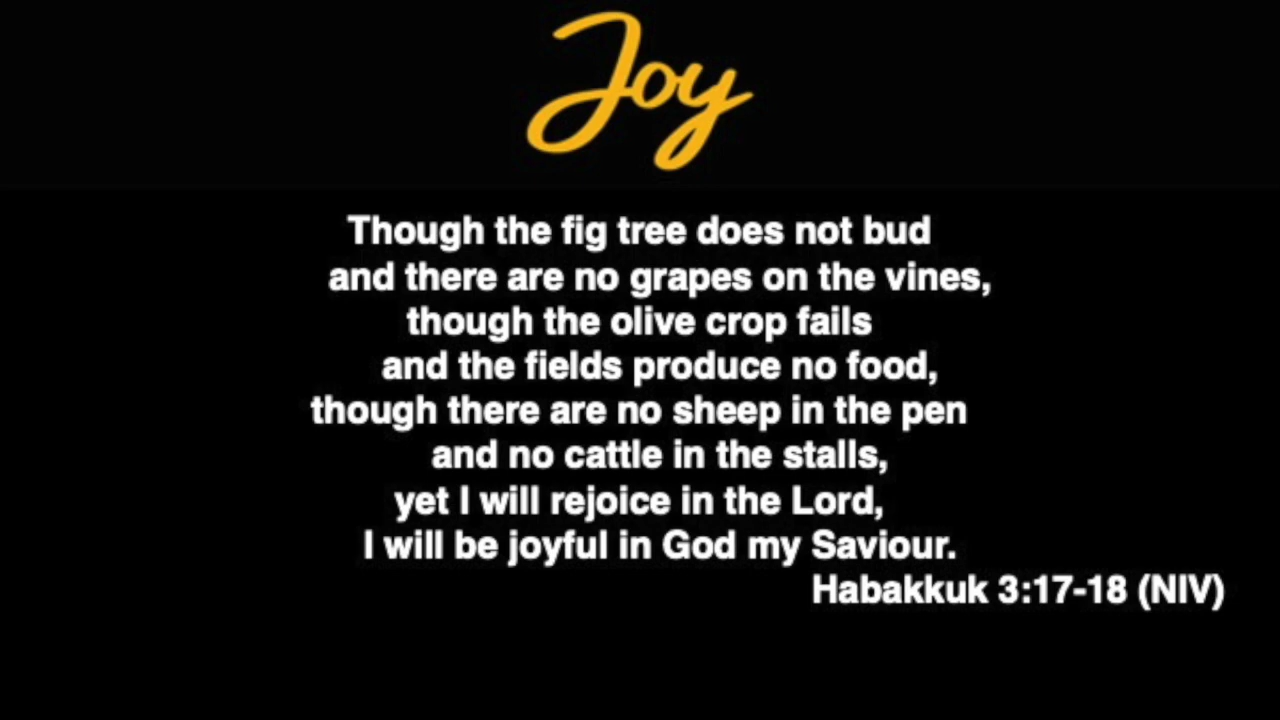 Joy
Though the fig tree does not bud
and there are no grapes on the vines,
though the olive crop fails
and the fields produce no food,
though there are no sheep in the pen
and no cattle in the stalls,
yet I will rejoice in the Lord,
I will be joyful in God my Saviour.
Habakkuk 3:17-18 (NIV)